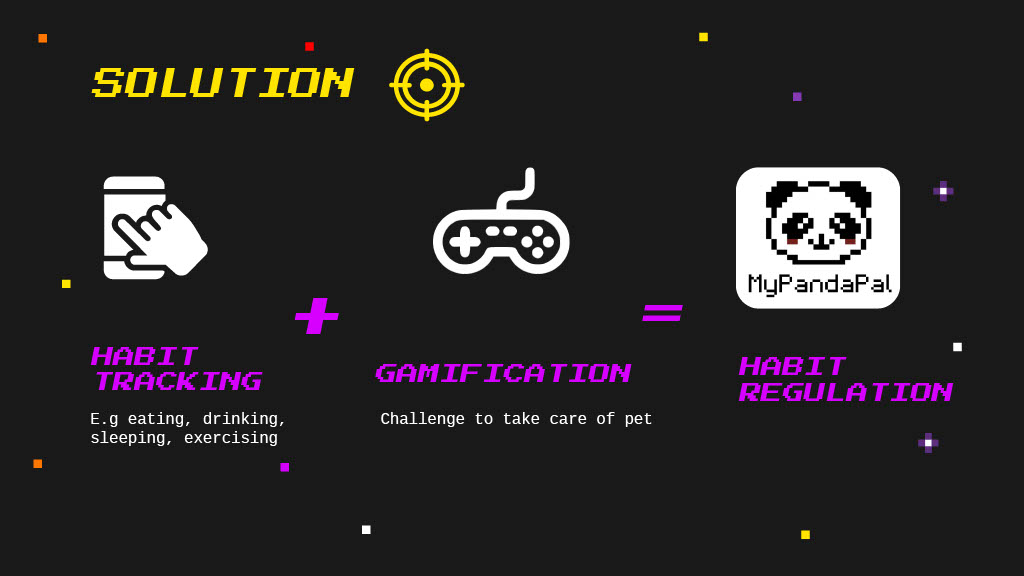 SOLUTION
MyPandaPal
+
=
HABIT
TRACKING
E.g eating, drinking,
sleeping, exercising
GAMIFICATION
Challenge to take care of pet
HABIT
REGULATION